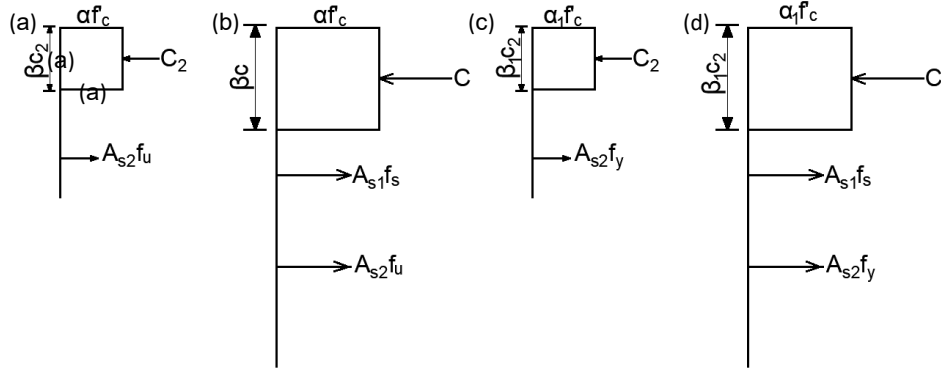 (a)
αf'c
βc2
(a)
(a)
C2
As2fu
(b)
αf'c
βc
C
As1fs
As2fu
(c)
α1f'c
β1c2
C2
As2fy
(d)
α1f'c
β1c2
C
As1fs
As2fy